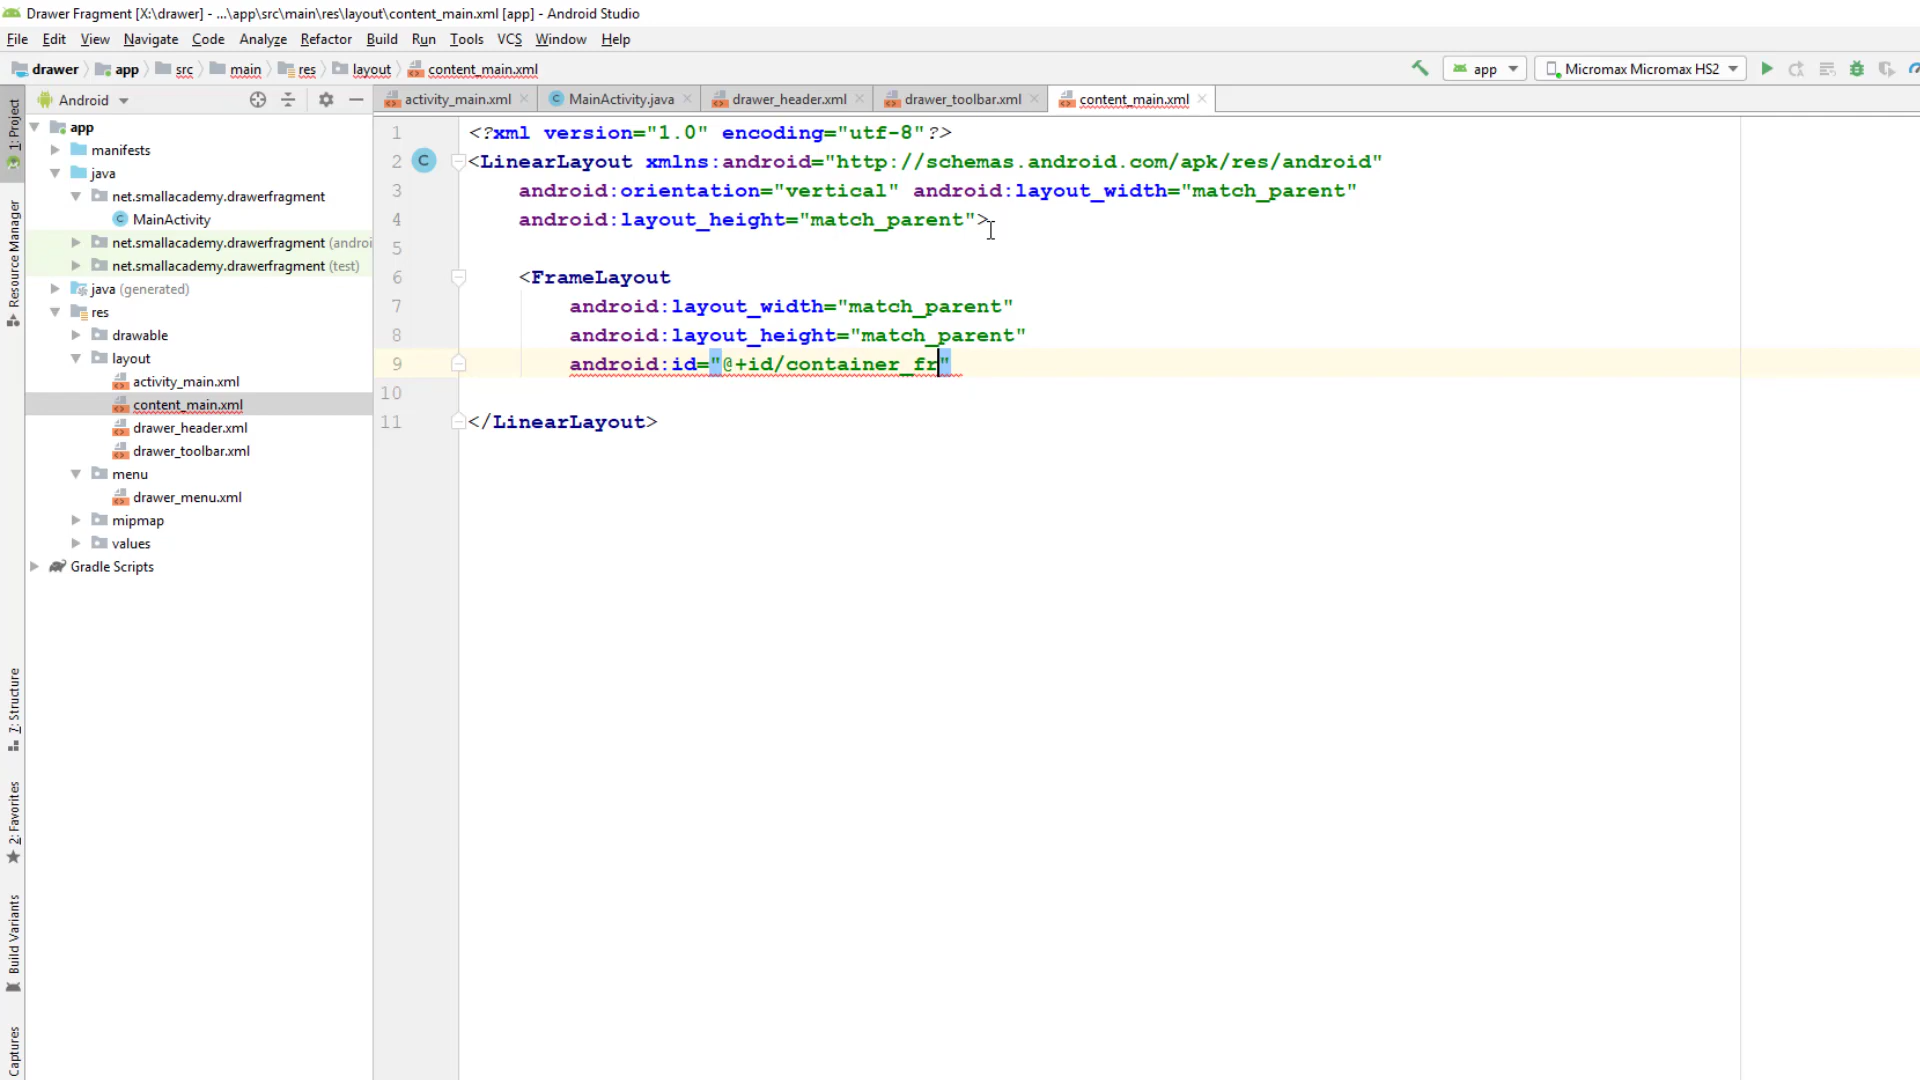 Drawer Fragment [X:\drawer] - ...\app\src\main\res\layout\content_main.xml [app] - Android Studio
File Edit View Navigate Code Analyze Refactor Build Run Tools VCS Window Help
drawer app src main res layout content_main.xml app Micromax Micromax HS2
Android activity_main.xml MainActivity.java drawer_header.xml drawer_toolbar.xml content_main.xml
1: Project
Resource Manager
7: Structure
2: Favorites
Build Variants
Captures
app
manifests
java
net.smallacademy.drawerfragment
MainActivity
net.smallacademy.drawerfragment (androi
net.smallacademy.drawerfragment (test)
java (generated)
res
drawable
layout
activity_main.xml
content_main.xml
drawer_header.xml
drawer_toolbar.xml
menu
drawer_menu.xml
mipmap
values
Gradle Scripts
1 <?xml version="1.0" encoding="utf-8"?>
2 C <LinearLayout xmlns:android="http://schemas.android.com/apk/res/android"
3 android:orientation="vertical" android:layout_width="match_parent"
4 android:layout_height="match_parent">
5
6 <FrameLayout
7 android:layout_width="match_parent"
8 android:layout_height="match_parent"
9 android:id="@+id/container_fr"
10
11 </LinearLayout>